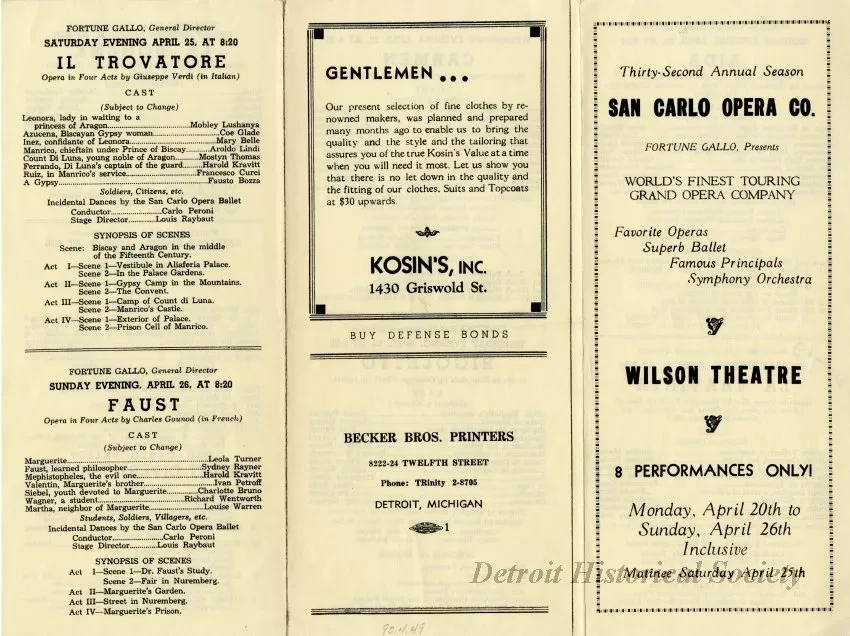 FORTUNE GALLO, General Director
SATURDAY EVENING APRIL 25, AT 8:20
IL TROVATORE
Opera in Four Acts by Giuseppe Verdi (in Italian)
CAST
(Subject to Change)
Leonora, lady in waiting to a
princess of Aragon..........Mobley Lushanya
Azucena, Biscayan Gypsy woman..........Coe Glade
Inez, confidante of Leonora..........Mary Belle
Manrico, chieftain under Prince of Biscay..........Aroldo Lindi
Count Di Luna, young noble of Aragon..........Mostyn Thomas
Ferrando, Di Luna's captain of the guard..........Harold Kravitt
Ruiz, in Manrico's service..........Francesco Curci
A Gypsy..........Fausto Bozza
Soldiers, Citizens, etc.
Incidental Dances by the San Carlo Opera Ballet
Conductor..........Carlo Peroni
Stage Director..........Louis Raybaut
SYNOPSIS OF SCENES
Scene: Biscay and Aragon in the middle
of the Fifteenth Century.
Act I—Scene 1—Vestibule in Aliaferia Palace.
Scene 2—In the Palace Gardens.
Act II—Scene 1—Gypsy Camp in the Mountains.
Scene 2—The Convent.
Act III—Scene 1—Camp of Count di Luna.
Scene 2—Manrico's Castle.
Act IV—Scene 1—Exterior of Palace.
Scene 2—Prison Cell of Manrico.
FORTUNE GALLO, General Director
SUNDAY EVENING, APRIL 26, AT 8:20
FAUST
Opera in Four Acts by Charles Gounod (in French)
CAST
(Subject to Change)
Marguerite..........Leola Turner
Faust, learned philosopher..........Sydney Rayner
Mephistopheles, the evil one..........Harold Kravitt
Valentin, Marguerite's brother..........Ivan Petroff
Siebel, youth devoted to Marguerite..........Charlotte Bruno
Wagner, a student..........Richard Wentworth
Martha, neighbor of Marguerite..........Louise Warren
Students, Soldiers, Villagers, etc.
Incidental Dances by the San Carlo Opera Ballet
Conductor..........Carlo Peroni
Stage Director..........Louis Raybaut
SYNOPSIS OF SCENES
Act I—Scene 1—Dr. Faust's Study.
Scene 2—Fair in Nuremberg.
Act II—Marguerite's Garden.
Act III—Street in Nuremberg.
Act IV—Marguerite's Prison.
GENTLEMEN ...
Our present selection of fine clothes by re-
nowned makers, was planned and prepared
many months ago to enable us to bring the
quality and the style and the tailoring that
assures you of the true Kosin's Value at a time
when you will need it most. Let us show you
that there is no let down in the quality and
the fitting of our clothes. Suits and Topcoats
at $30 upwards.
KOSIN'S, INC.
1430 Griswold St.
BUY DEFENSE BONDS
BECKER BROS. PRINTERS
8222-24 TWELFTH STREET
Phone: TRinity 2-8705
DETROIT, MICHIGAN
1
Thirty-Second Annual Season
SAN CARLO OPERA CO.
FORTUNE GALLO, Presents
WORLD'S FINEST TOURING
GRAND OPERA COMPANY
Favorite Operas
Superb Ballet
Famous Principals
Symphony Orchestra
WILSON THEATRE
8 PERFORMANCES ONLY!
Monday, April 20th to
Sunday, April 26th
Inclusive
Matinee Saturday April 25th
Detroit Historical Society